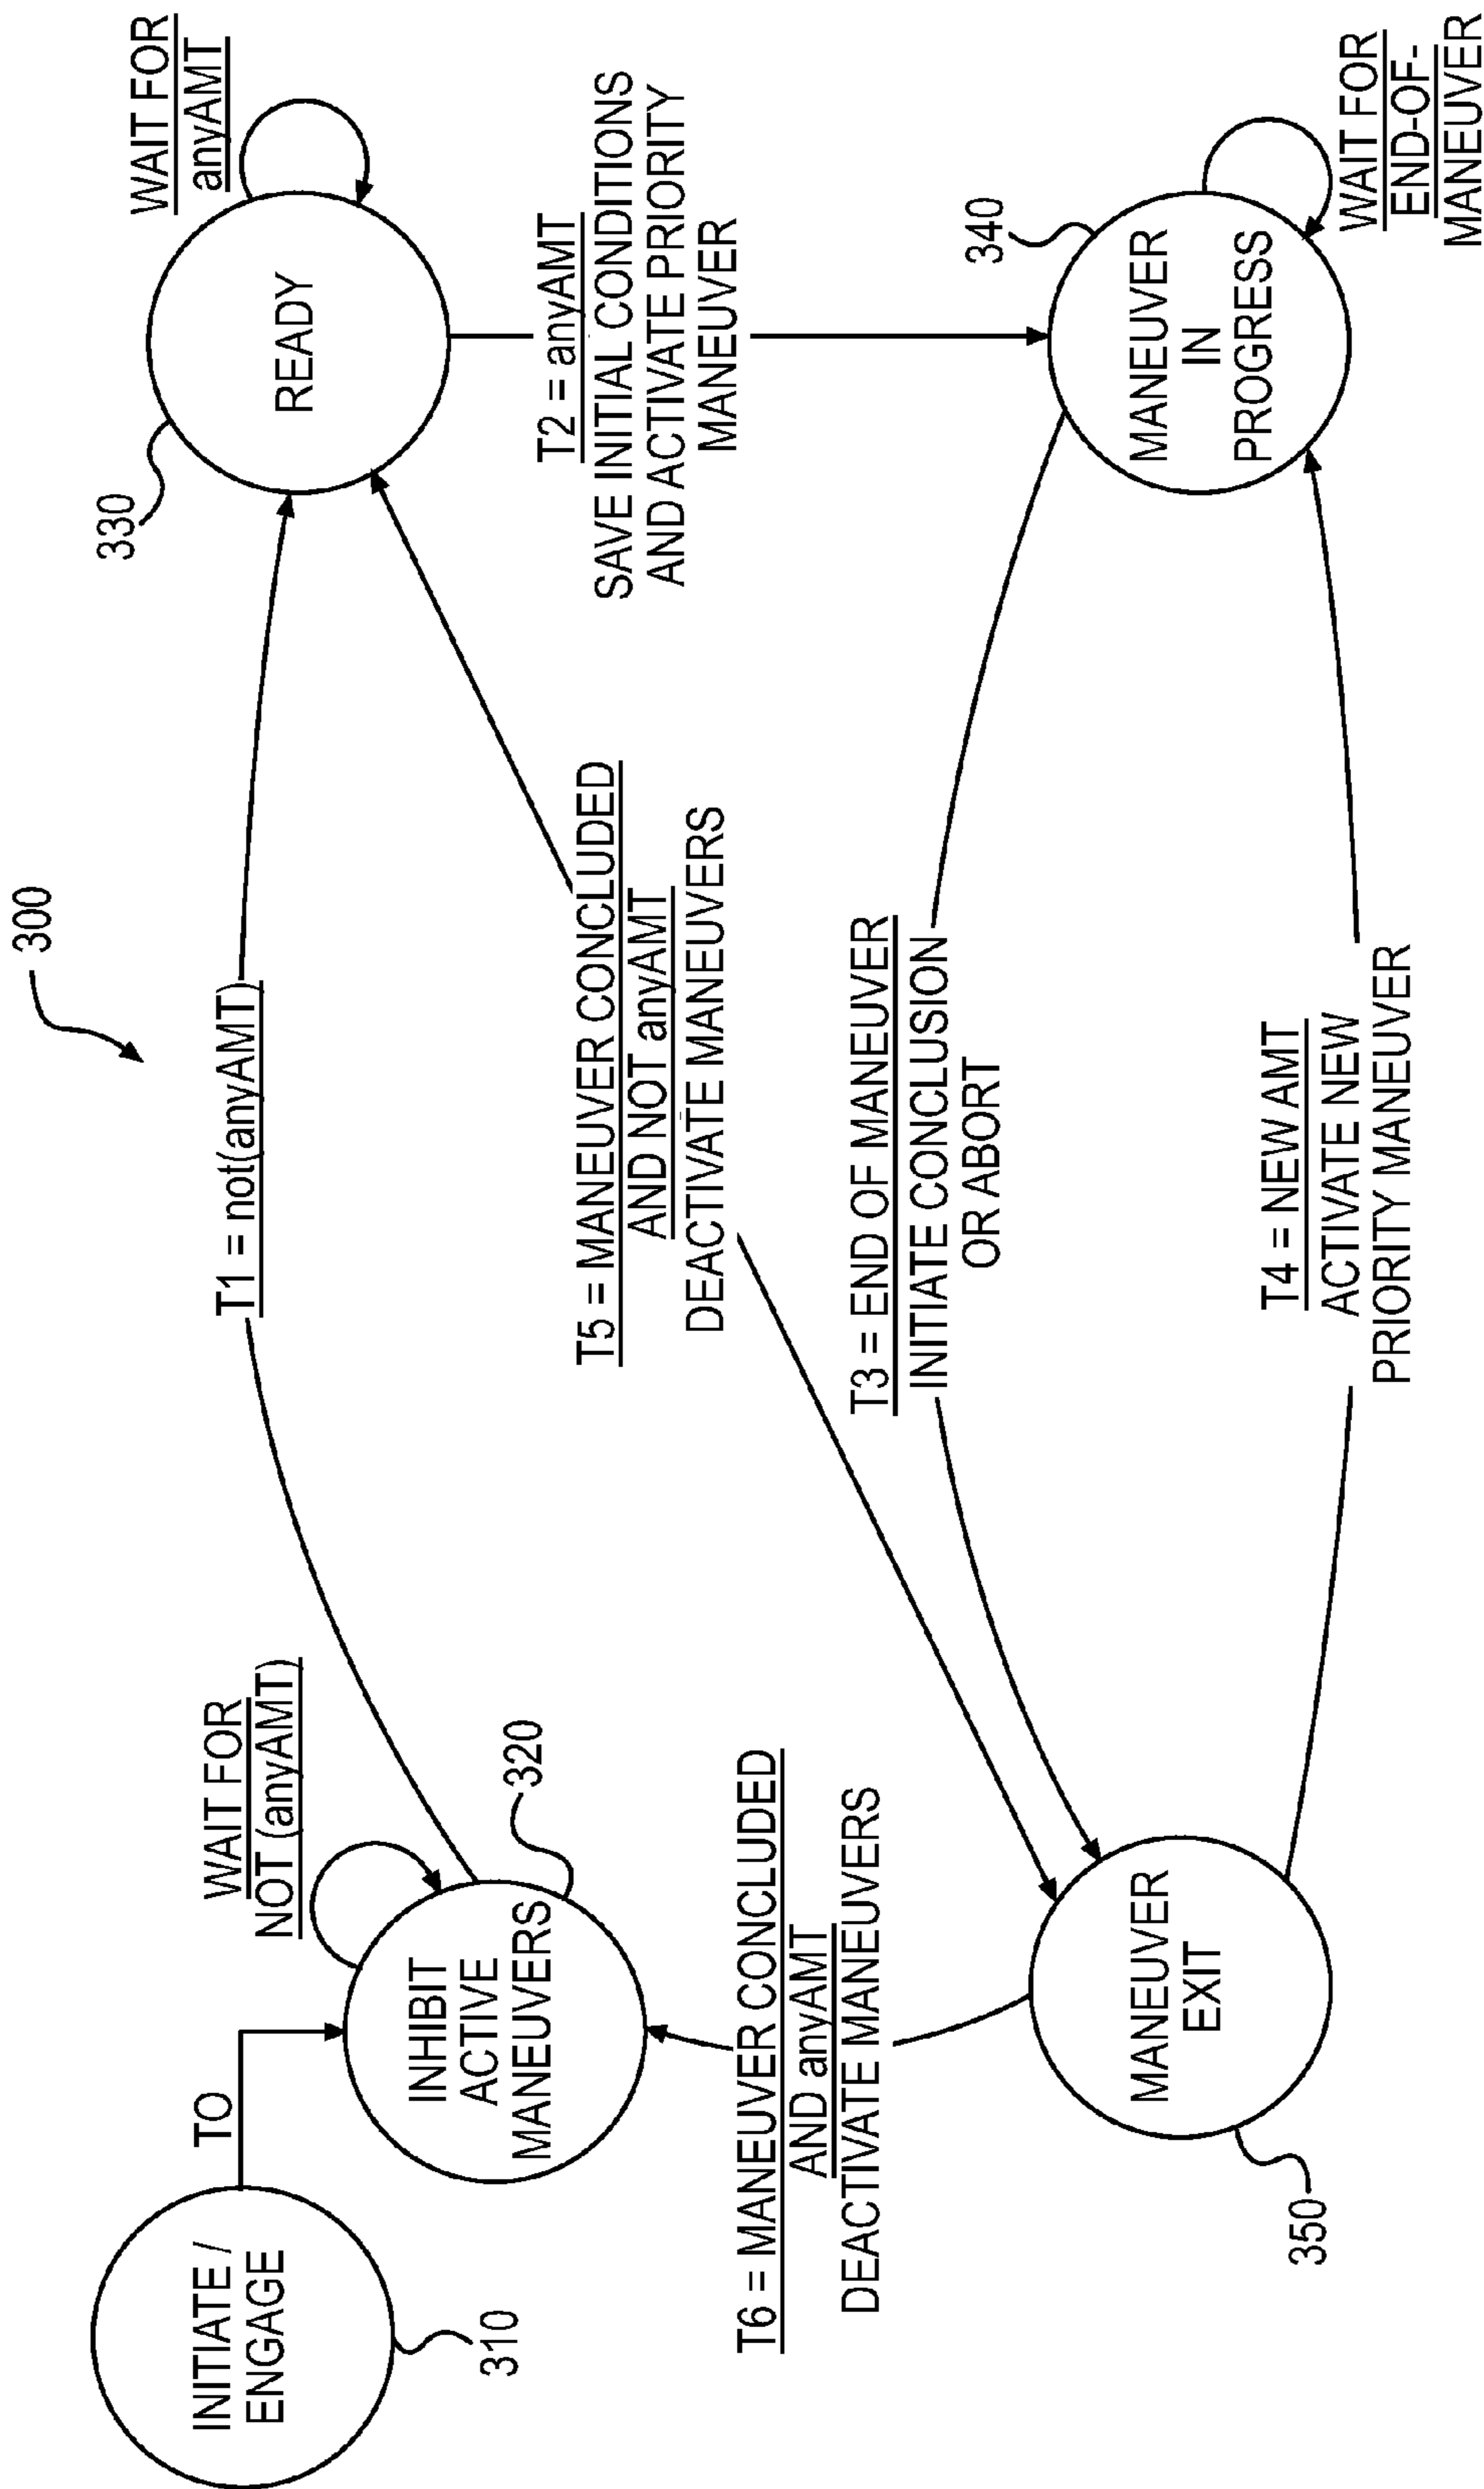 300
INITIATE /
ENGAGE
310
TO
WAIT FOR
NOT (anyAMT)
INHIBIT
ACTIVE
MANEUVERS
320
T1 = not(anyAMT)
330
READY
WAIT FOR
anyAMT
T5 = MANEUVER CONCLUDED
AND NOT anyAMT
DEACTIVATE MANEUVERS
T2 = anyAMT
SAVE INITIAL CONDITIONS
AND ACTIVATE PRIORITY
MANEUVER
T6 = MANEUVER CONCLUDED
AND anyAMT
DEACTIVATE MANEUVERS
T3 = END OF MANEUVER
INITIATE CONCLUSION
OR ABORT
340
MANEUVER
IN
PROGRESS
WAIT FOR
END-OF-
MANEUVER
MANEUVER
EXIT
350
T4 = NEW AMT
ACTIVATE NEW
PRIORITY MANEUVER